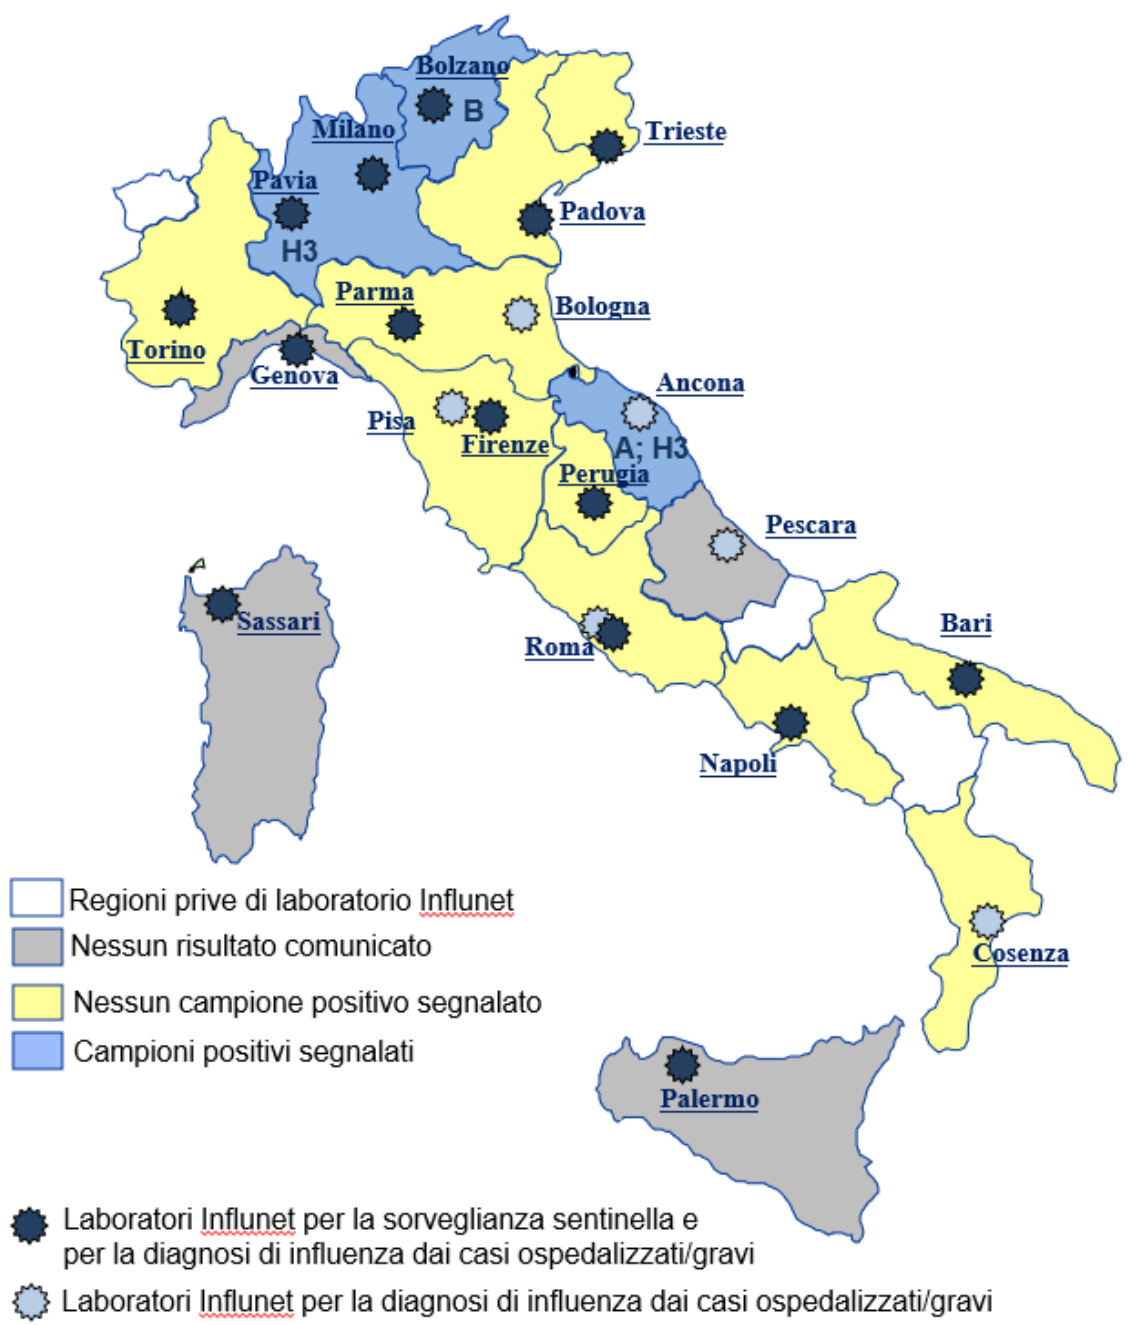 Bolzano
B
Milano
Trieste
Pavia
Padova
H3
Parma
Bologna
Torino
Genova
Ancona
Pisa
Firenze
A; H3
Perugia
Pescara
Sassari
Bari
Roma
Napoli
Regioni prive di laboratorio Influnet
Nessun risultato comunicato
Cosenza
Nessun campione positivo segnalato
Campioni positivi segnalati
Palermo
Laboratori Influnet per la sorveglianza sentinella e
per la diagnosi di influenza dai casi ospedalizzati/gravi
Laboratori Influnet per la diagnosi di influenza dai casi ospedalizzati/gravi